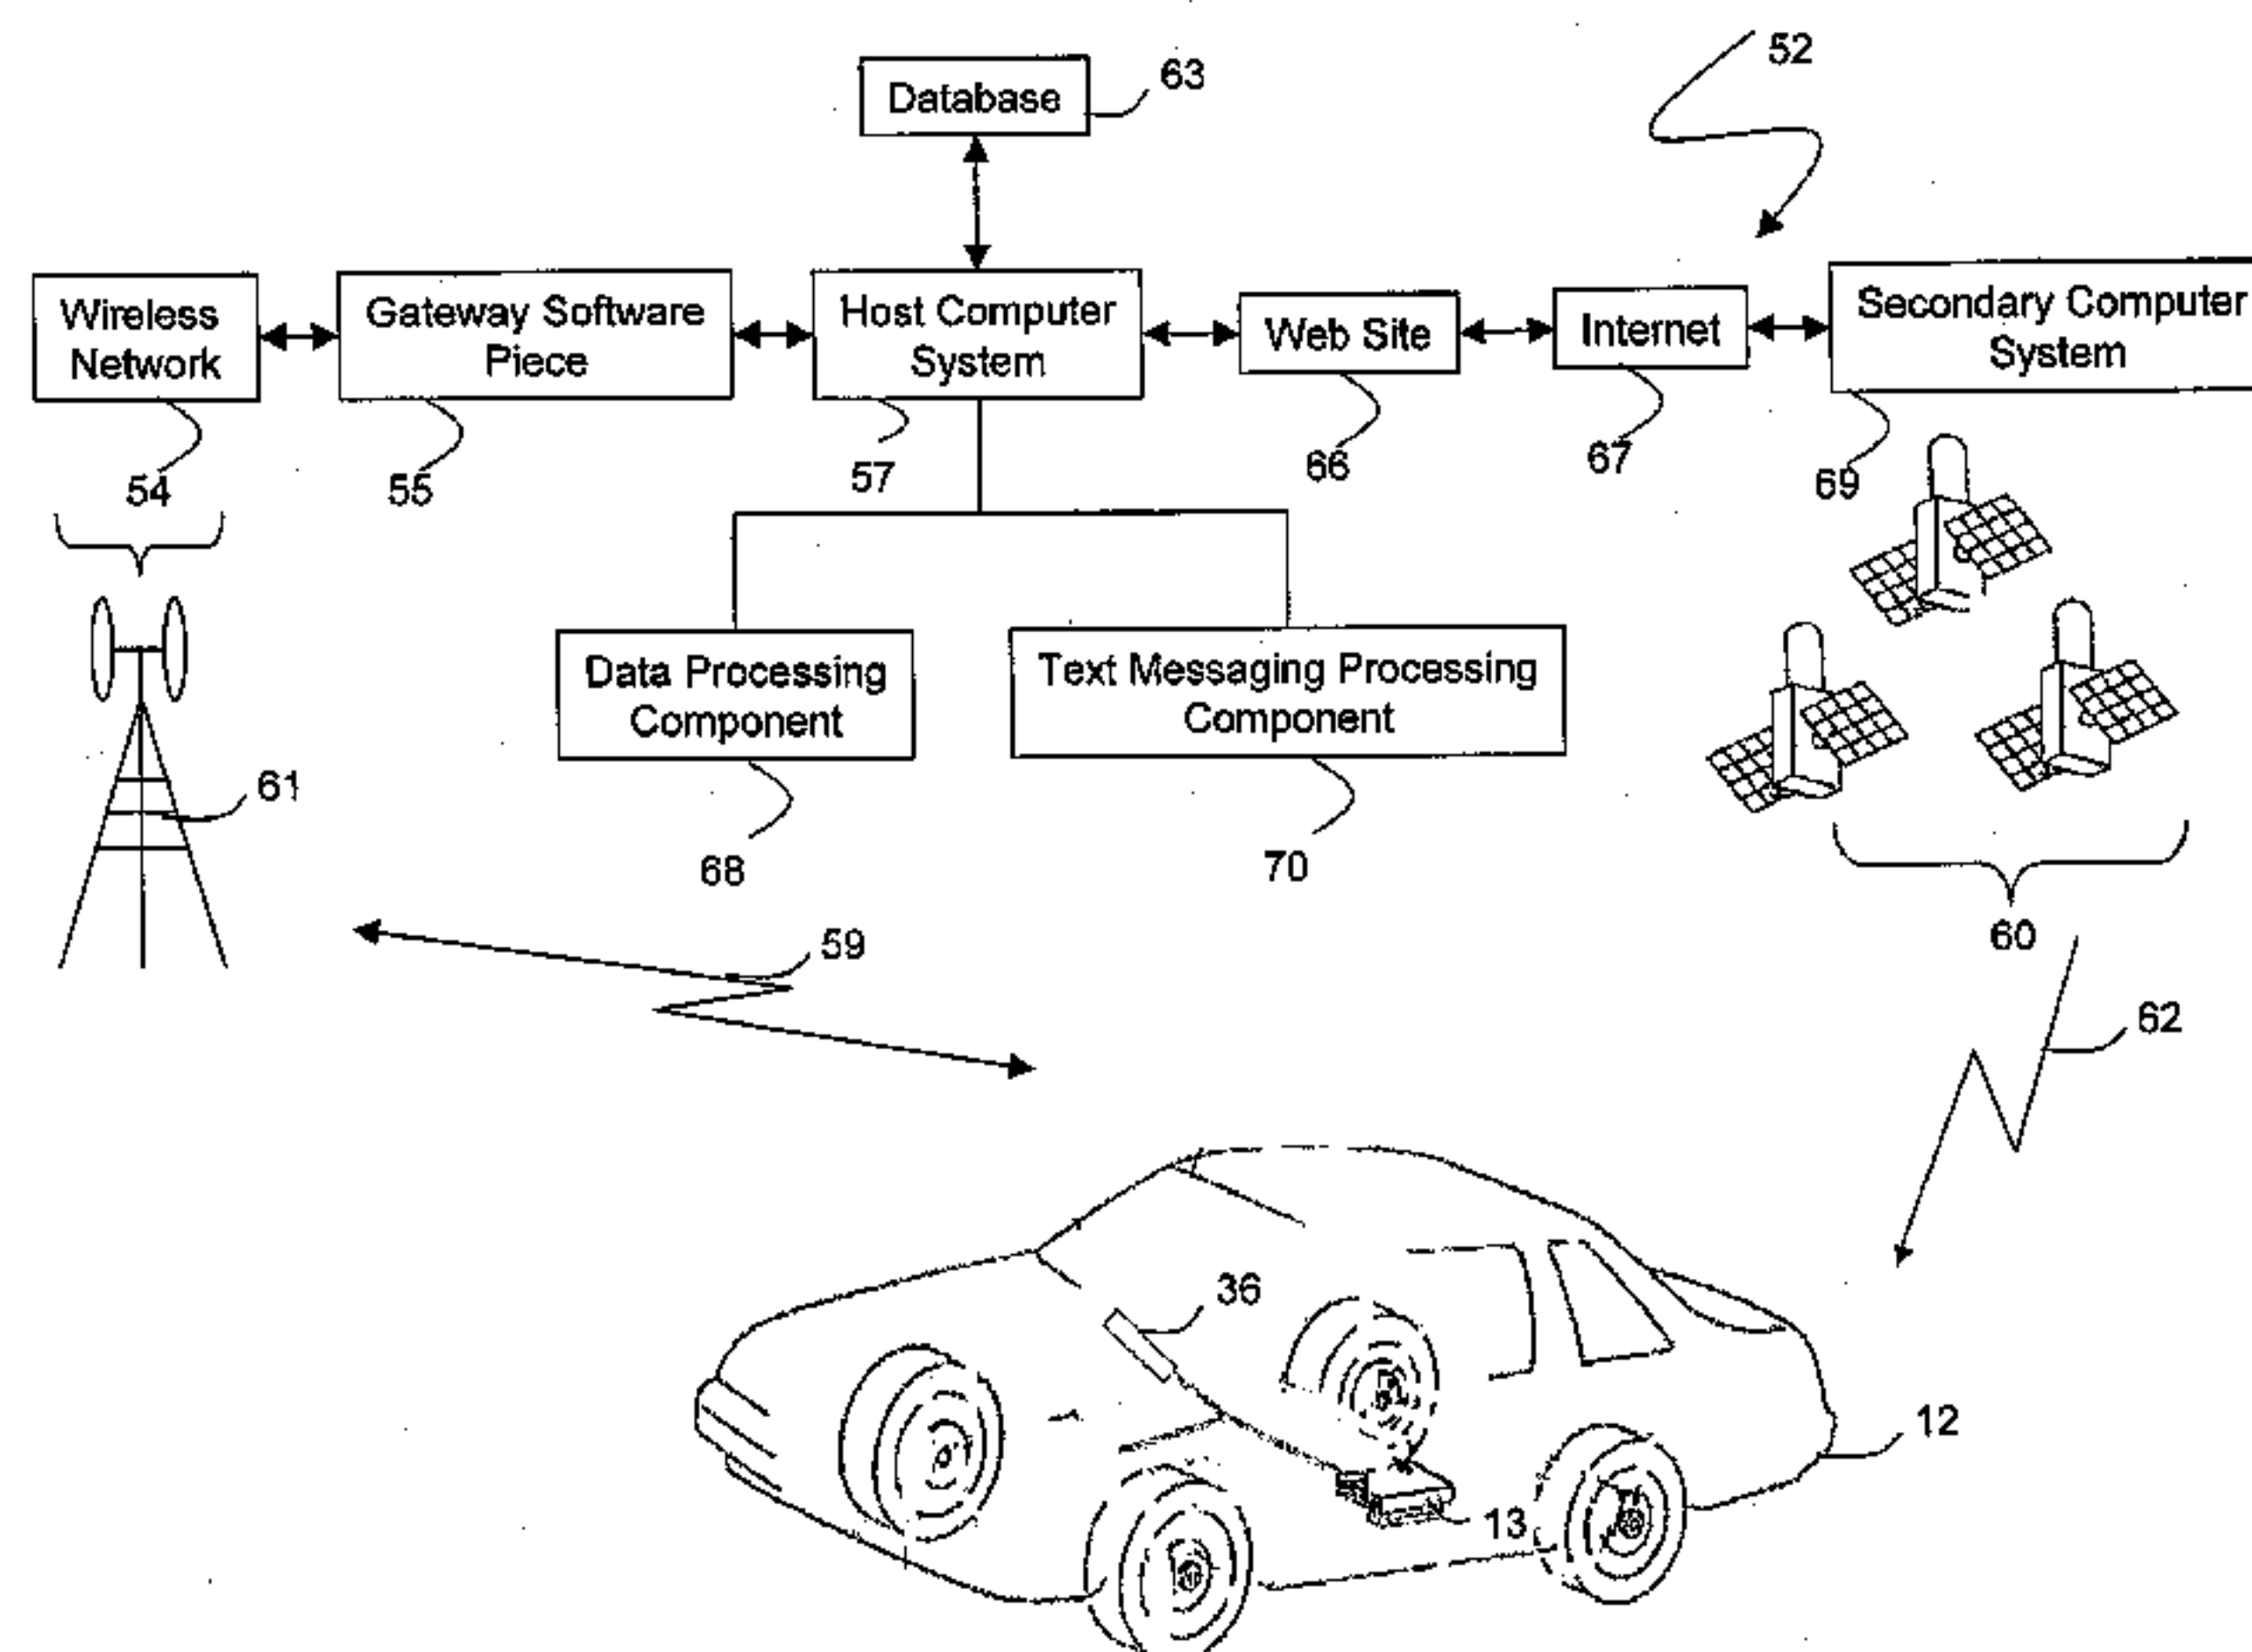 52
Database
63
Wireless
Network
Gateway Software
Piece
Host Computer
System
Web Site
Internet
Secondary Computer
System
54
55
57
66
67
69
Data Processing
Component
Text Messaging Processing
Component
61
68
70
60
59
62
36
12
13